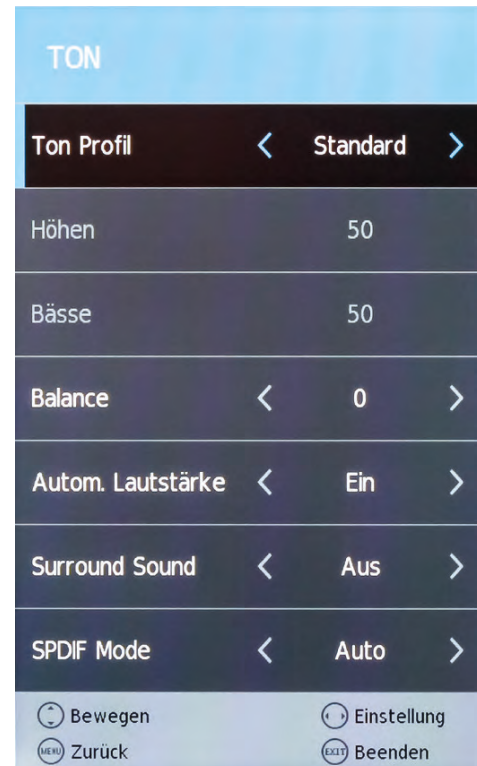 TON
Ton Profil < Standard >
Höhen 50
Bässe 50
Balance < 0 >
Autom. Lautstärke < Ein >
Surround Sound < Aus >
SPDIF Mode < Auto >
Bewegen Einstellung
MENU Zurück EXIT Beenden